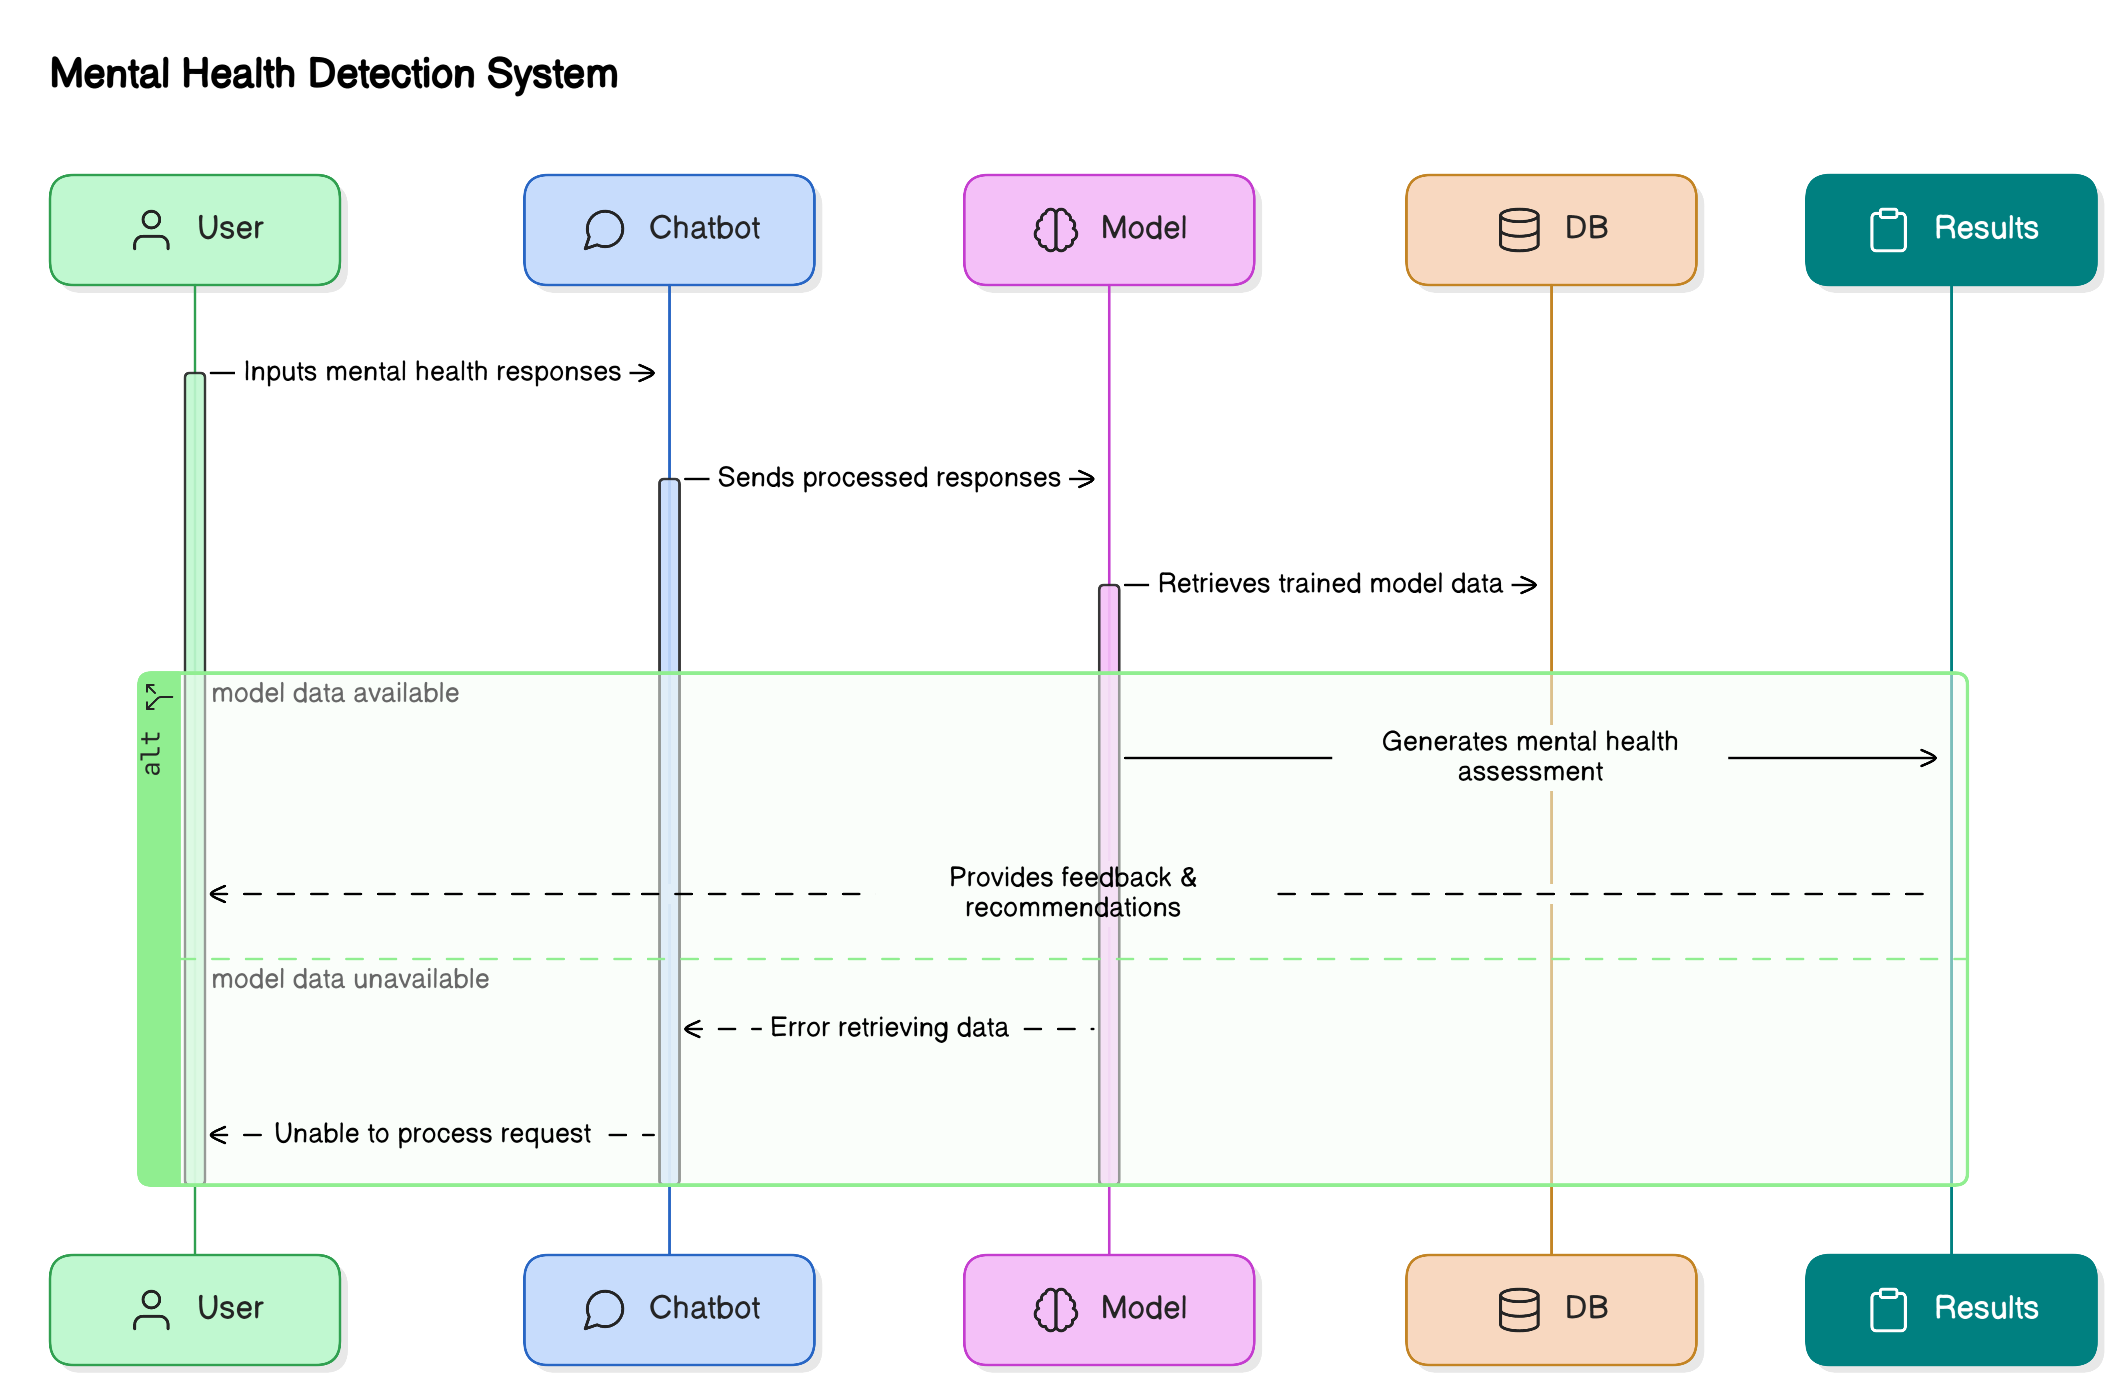 Mental Health Detection System
User
Chatbot
Model
DB
Results
Inputs mental health responses
Sends processed responses
Retrieves trained model data
alt
model data available
Generates mental health
assessment
Provides feedback &
recommendations
model data unavailable
Error retrieving data
Unable to process request
User
Chatbot
Model
DB
Results